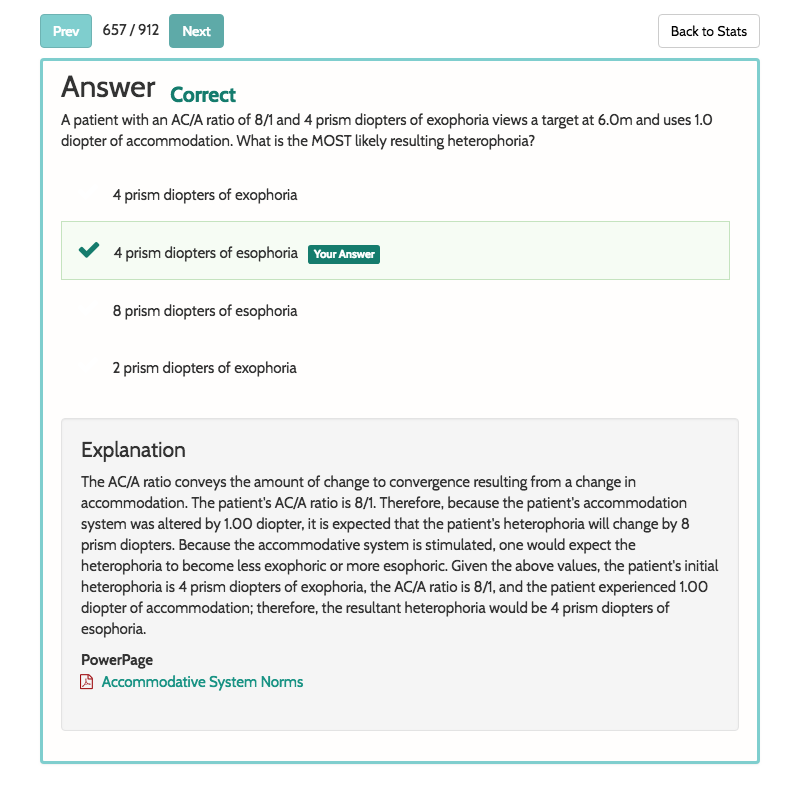 Prev 657 / 912 Next Back to Stats
Answer Correct
A patient with an AC/A ratio of 8/1 and 4 prism diopters of exophoria views a target at 6.0m and uses 1.0
diopter of accommodation. What is the MOST likely resulting heterophoria?
4 prism diopters of exophoria
4 prism diopters of esophoria Your Answer
8 prism diopters of esophoria
2 prism diopters of exophoria
Explanation
The AC/A ratio conveys the amount of change to convergence resulting from a change in
accommodation. The patient's AC/A ratio is 8/1. Therefore, because the patient's accommodation
system was altered by 1.00 diopter, it is expected that the patient's heterophoria will change by 8
prism diopters. Because the accommodative system is stimulated, one would expect the
heterophoria to become less exophoric or more esophoric. Given the above values, the patient's initial
heterophoria is 4 prism diopters of exophoria, the AC/A ratio is 8/1, and the patient experienced 1.00
diopter of accommodation; therefore, the resultant heterophoria would be 4 prism diopters of
esophoria.
PowerPage
Accommodative System Norms